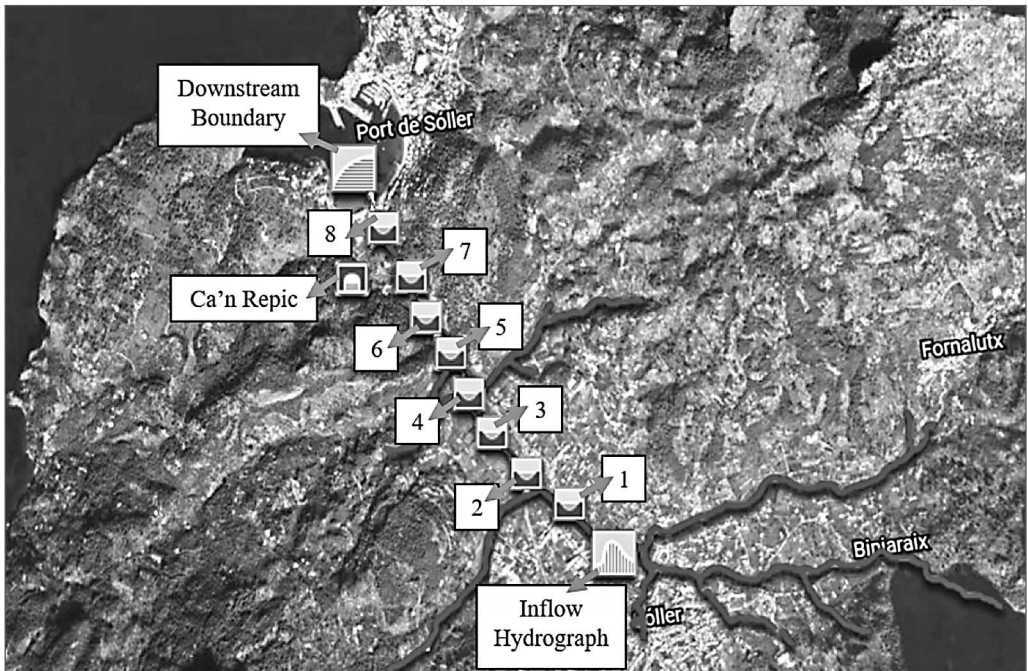 Downstream
Boundary
Port de Sóller
8
7
Ca'n Repic
6
5
Fornalutx
4
3
2
1
Biniaraix
Inflow
Hydrograph
óller